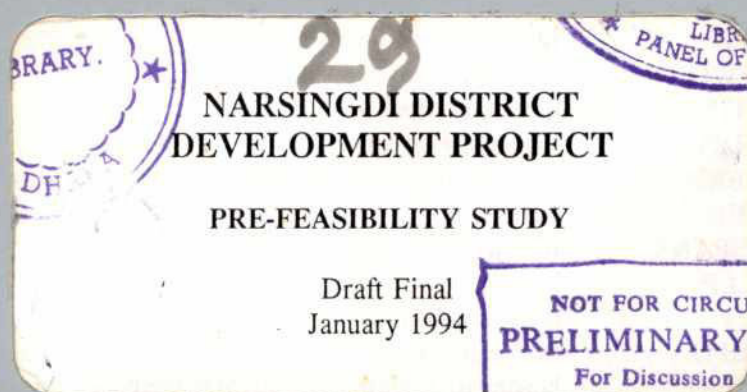 29
LIBR
PANEL OF
BRARY.
DH
NARSINGDI DISTRICT
DEVELOPMENT PROJECT
PRE-FEASIBILITY STUDY
Draft Final
January 1994
NOT FOR CIRCU
PRELIMINARY
For Discussion